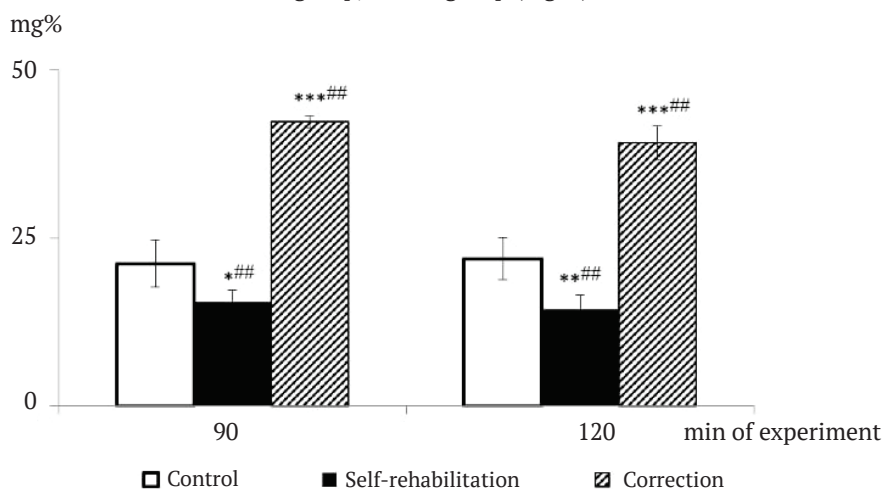 mg%
50
***##
***##
25
*##
**##
0
90
120
min of experiment
Control
Self-rehabilitation
Correction